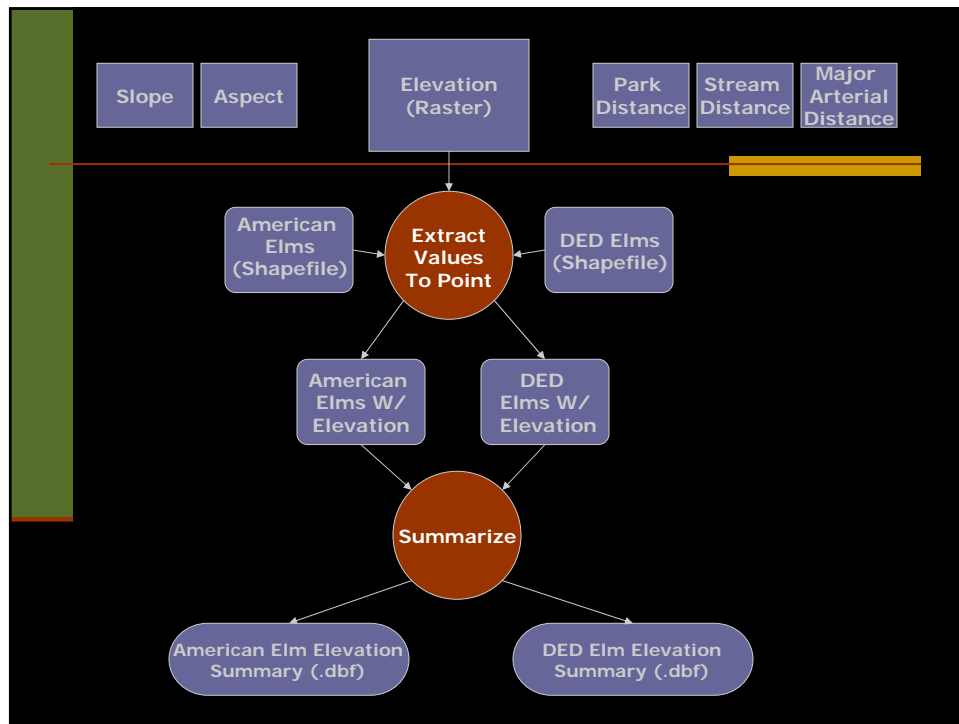 Slope
Aspect
Elevation
(Raster)
Park
Distance
Stream
Distance
Major
Arterial
Distance
American
Elms
(Shapefile)
Extract
Values
To Point
DED Elms
(Shapefile)
American
Elms W/
Elevation
DED
Elms W/
Elevation
Summarize
American Elm Elevation
Summary (.dbf)
DED Elm Elevation
Summary (.dbf)